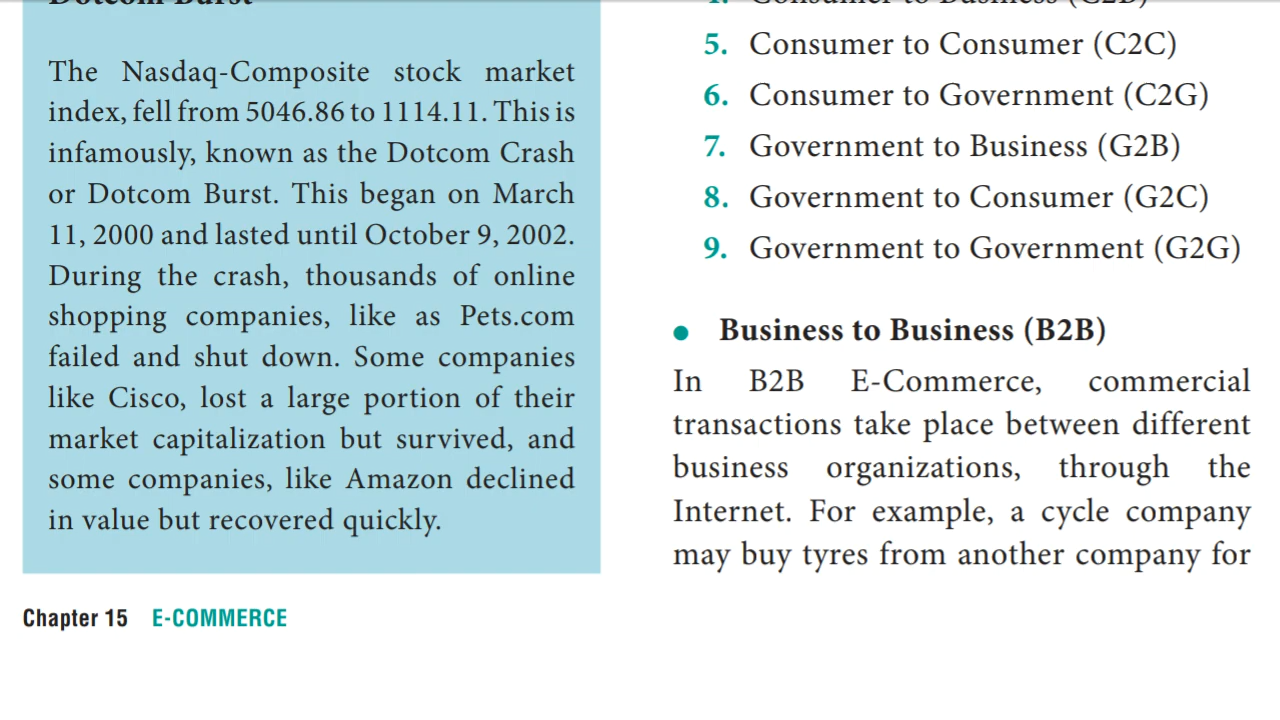 Dotcom Burst
The Nasdaq-Composite stock market
index, fell from 5046.86 to 1114.11. This is
infamously, known as the Dotcom Crash
or Dotcom Burst. This began on March
11, 2000 and lasted until October 9, 2002.
During the crash, thousands of online
shopping companies, like as Pets.com
failed and shut down. Some companies
like Cisco, lost a large portion of their
market capitalization but survived, and
some companies, like Amazon declined
in value but recovered quickly.
4. Consumer to Business (C2B)
5. Consumer to Consumer (C2C)
6. Consumer to Government (C2G)
7. Government to Business (G2B)
8. Government to Consumer (G2C)
9. Government to Government (G2G)
● Business to Business (B2B)
In B2B E-Commerce, commercial
transactions take place between different
business organizations, through the
Internet. For example, a cycle company
may buy tyres from another company for
Chapter 15 E-COMMERCE